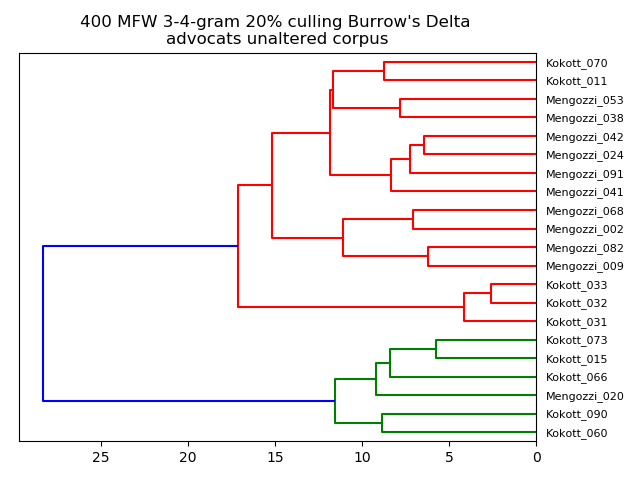 400 MFW 3-4-gram 20% culling Burrow's Delta
advocats unaltered corpus
Kokott_070
Kokott_011
Mengozzi_053
Mengozzi_038
Mengozzi_042
Mengozzi_024
Mengozzi_091
Mengozzi_041
Mengozzi_068
Mengozzi_002
Mengozzi_082
Mengozzi_009
Kokott_033
Kokott_032
Kokott_031
Kokott_073
Kokott_015
Kokott_066
Mengozzi_020
Kokott_090
Kokott_060
25 20 15 10 5 0